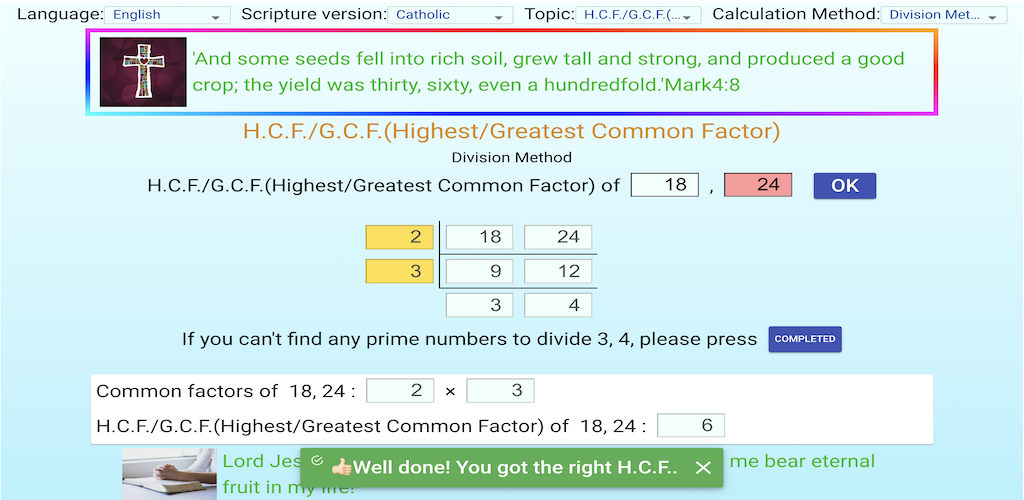 Language: English Scripture version: Catholic Topic: H.C.F./G.C.F.(... Calculation Method: Division Met...
'And some seeds fell into rich soil, grew tall and strong, and produced a good
crop; the yield was thirty, sixty, even a hundredfold.'Mark4:8
H.C.F./G.C.F.(Highest/Greatest Common Factor)
Division Method
H.C.F./G.C.F.(Highest/Greatest Common Factor) of 18 , 24 OK
2 18 24
3 9 12
3 4
If you can't find any prime numbers to divide 3, 4, please press COMPLETED
Common factors of 18, 24 : 2 × 3
H.C.F./G.C.F.(Highest/Greatest Common Factor) of 18, 24 : 6
Lord me bear eternal
👍Well done! You got the right H.C.F.. ×
fruit in my life!